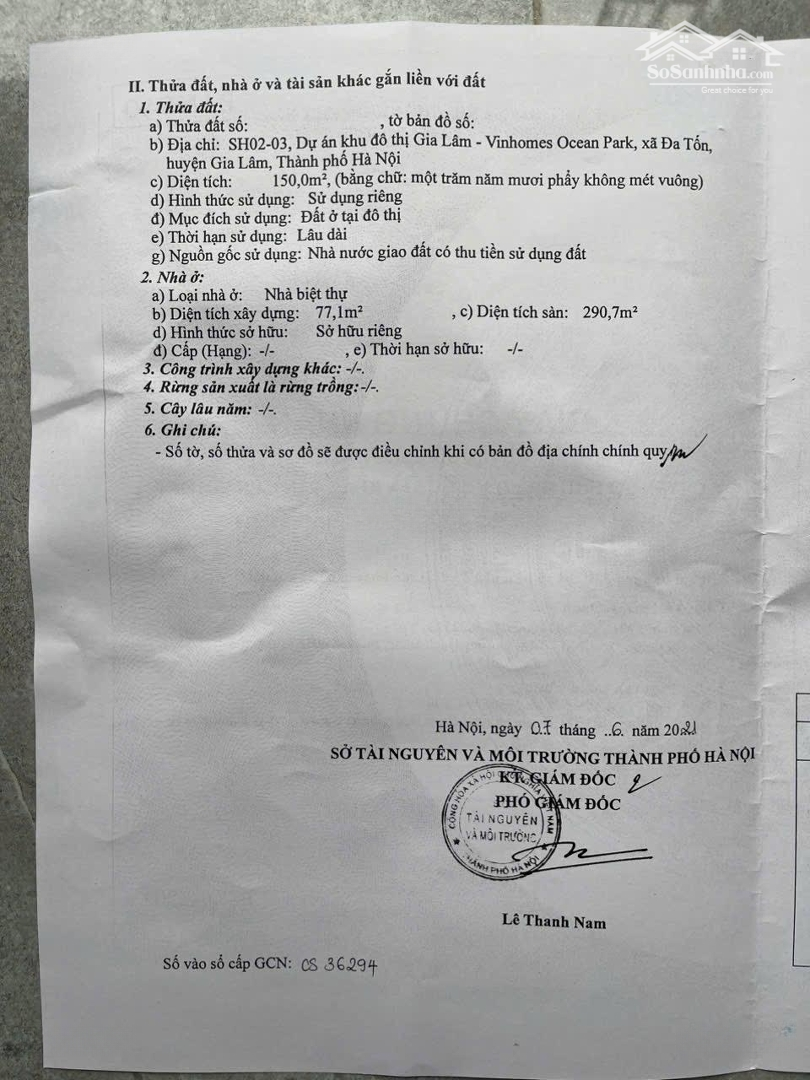 SoSanhnha.com
Great choice for you
II. Thửa đất, nhà ở và tài sản khác gắn liền với đất
1. Thửa đất:
a) Thửa đất số: , tờ bản đồ số:
b) Địa chỉ: SH02-03, Dự án khu đô thị Gia Lâm - Vinhomes Ocean Park, xã Đa Tốn,
huyện Gia Lâm, Thành phố Hà Nội
c) Diện tích: 150,0m², (bằng chữ: một trăm năm mươi phẩy không mét vuông)
d) Hình thức sử dụng: Sử dụng riêng
đ) Mục đích sử dụng: Đất ở tại đô thị
e) Thời hạn sử dụng: Lâu dài
g) Nguồn gốc sử dụng: Nhà nước giao đất có thu tiền sử dụng đất
2. Nhà ở:
a) Loại nhà ở: Nhà biệt thự
b) Diện tích xây dựng: 77,1m² , c) Diện tích sàn: 290,7m²
d) Hình thức sở hữu: Sở hữu riêng
đ) Cấp (Hạng): -/- , e) Thời hạn sở hữu: -/-
3. Công trình xây dựng khác: -/-.
4. Rừng sản xuất là rừng trồng: -/-.
5. Cây lâu năm: -/-.
6. Ghi chú:
- Số tờ, số thửa và sơ đồ sẽ được điều chỉnh khi có bản đồ địa chính chính quy
Hà Nội, ngày 07 tháng ..6. năm 2021
SỞ TÀI NGUYÊN VÀ MÔI TRƯỜNG THÀNH PHỐ HÀ NỘI
KT. GIÁM ĐỐC
PHÓ GIÁM ĐỐC
TÀI NGUYÊN
VÀ MÔI TRƯỜNG
THÀNH PHỐ HÀ NỘI
Lê Thanh Nam
Số vào sổ cấp GCN: CS 36294